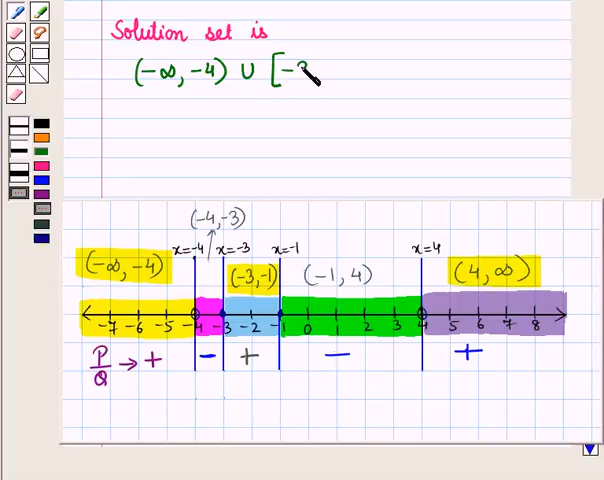 Solution set is
(-∞, -4) ∪ [-3,
(-4,-3)
x=-4 x=-3 x=-1 x=4
(-∞, -4) (-3,-1) (-1, 4) (4, ∞)
-7 -6 -5 -4 -3 -2 -1 0 1 2 3 4 5 6 7 8
P/Q → + - + - +